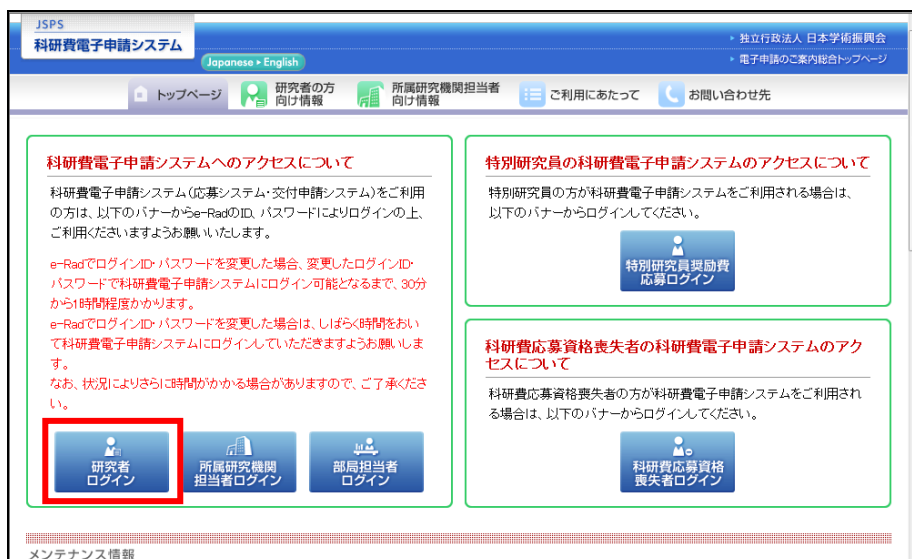 JSPS
科研費電子申請システム
Japanese ▸ English
▸ 独立行政法人 日本学術振興会
▸ 電子申請のご案内総合トップページ
トップページ
研究者の方
向け情報
所属研究機関担当者
向け情報
ご利用にあたって
お問い合わせ先
科研費電子申請システムへのアクセスについて
科研費電子申請システム(応募システム・交付申請システム)をご利用
の方は、以下のバナーからe-RadのID、パスワードによりログインの上、
ご利用くださいますようお願いいたします。
e-RadでログインID・パスワードを変更した場合、変更したログインID・
パスワードで科研費電子申請システムにログイン可能となるまで、30分
から1時間程度かかります。
e-RadでログインID・パスワードを変更した場合は、しばらく時間をおい
て科研費電子申請システムにログインしていただきますようお願いしま
す。
なお、状況によりさらに時間がかかる場合がありますので、ご了承くださ
い。
研究者
ログイン
所属研究機関
担当者ログイン
部局担当者
ログイン
特別研究員の科研費電子申請システムのアクセスについて
特別研究員の方が科研費電子申請システムをご利用される場合は、
以下のバナーからログインしてください。
特別研究員奨励費
応募ログイン
科研費応募資格喪失者の科研費電子申請システムのアク
セスについて
科研費応募資格喪失者の方が科研費電子申請システムをご利用され
る場合は、以下のバナーからログインしてください。
科研費応募資格
喪失者ログイン
メンテナンス情報